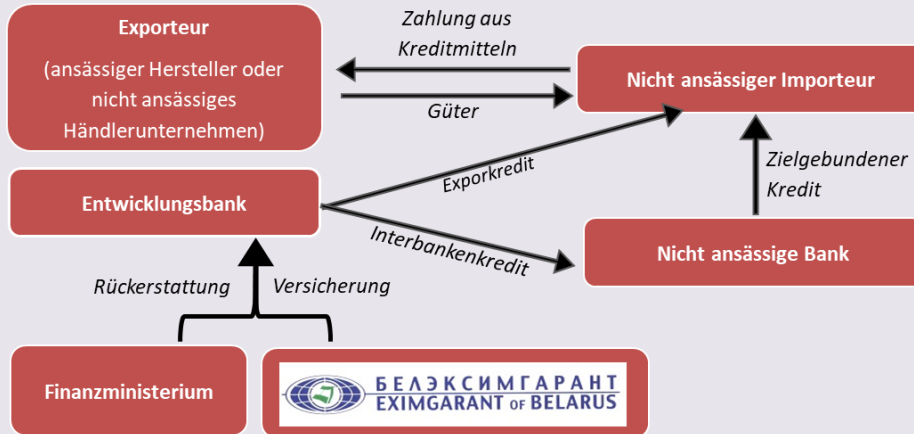 Exporteur
(ansässiger Hersteller oder
nicht ansässiges
Händlerunternehmen)
Zahlung aus
Kreditmitteln
Güter
Nicht ansässiger Importeur
Entwicklungsbank
Exporkredit
Interbankenkredit
Zielgebundener
Kredit
Nicht ansässige Bank
Rückerstattung
Versicherung
Finanzministerium
БЕЛЭКСИМГАРАНТ
EXIMGARANT OF BELARUS